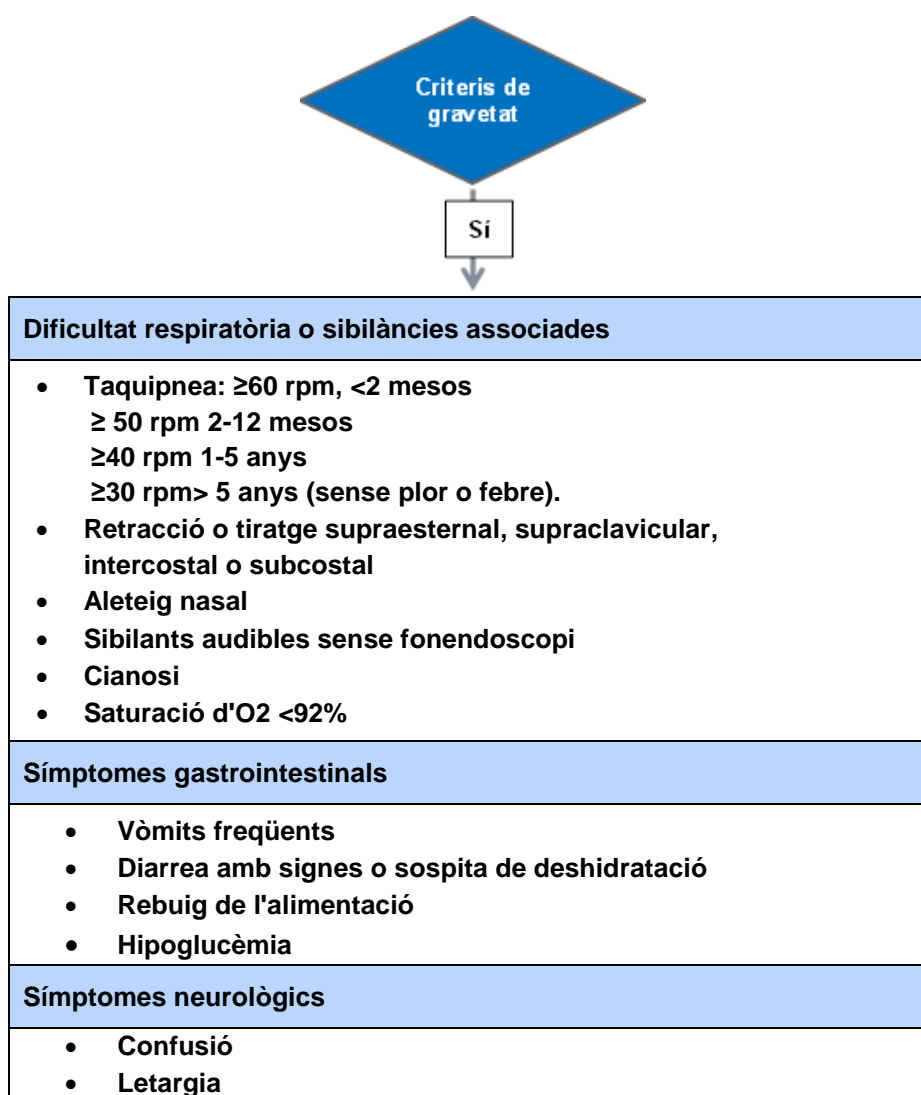 Criteris de
gravetat
Sí
Dificultat respiratòria o sibilàncies associades
• Taquipnea: ≥60 rpm, <2 mesos
≥ 50 rpm 2-12 mesos
≥40 rpm 1-5 anys
≥30 rpm> 5 anys (sense plor o febre).
• Retracció o tiratge supraesternal, supraclavicular,
intercostal o subcostal
• Aleteig nasal
• Sibilants audibles sense fonendoscopi
• Cianosi
• Saturació d'O2 <92%
Símptomes gastrointestinals
• Vòmits freqüents
• Diarrea amb signes o sospita de deshidratació
• Rebuig de l'alimentació
• Hipoglucèmia
Símptomes neurològics
• Confusió
• Letargia